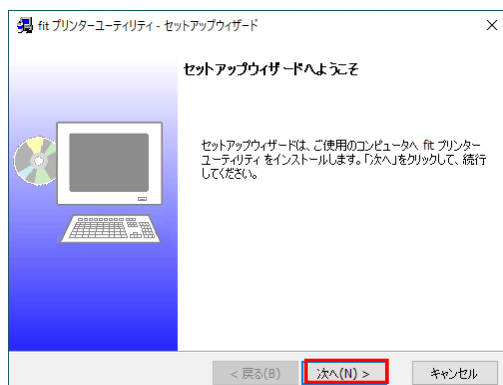 fit プリンターユーティリティ - セットアップウィザード
セットアップウィザードへようこそ
セットアップウィザードは、ご使用のコンピュータへ fit プリンター
ユーティリティ をインストールします。「次へ」をクリックして、続行
してください。
< 戻る(B)
次へ(N) >
キャンセル